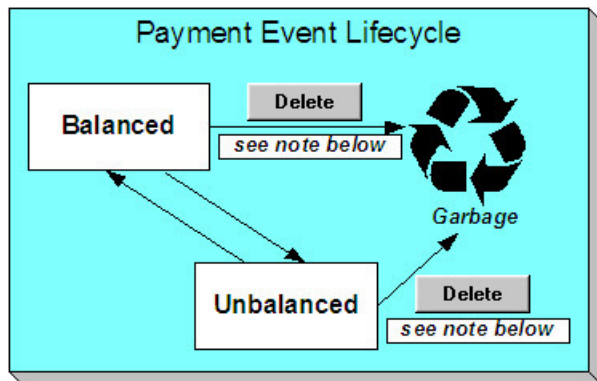 Payment Event Lifecycle
Delete
Balanced
see note below
Garbage
Unbalanced
Delete
see note below